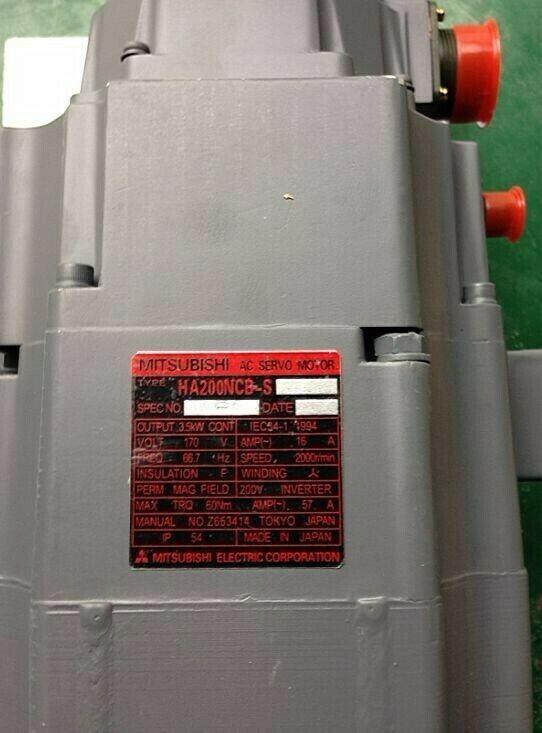 MITSUBISHI AC SERVO MOTOR
TYPE HA200NCB-S
SPEC NO. DATE
OUTPUT 3.5kW CONT IEC34-1 1994
VOLT 170 V AMP(~) 16 A
FREQ 66.7 Hz SPEED 2000r/min
INSULATION F WINDING
PERM MAG FIELD 200V INVERTER
MAX TRQ 60Nm AMP(~) 57 A
MANUAL NO.Z653414 TOKYO JAPAN
IP 54 MADE IN JAPAN
MITSUBISHI ELECTRIC CORPORATION